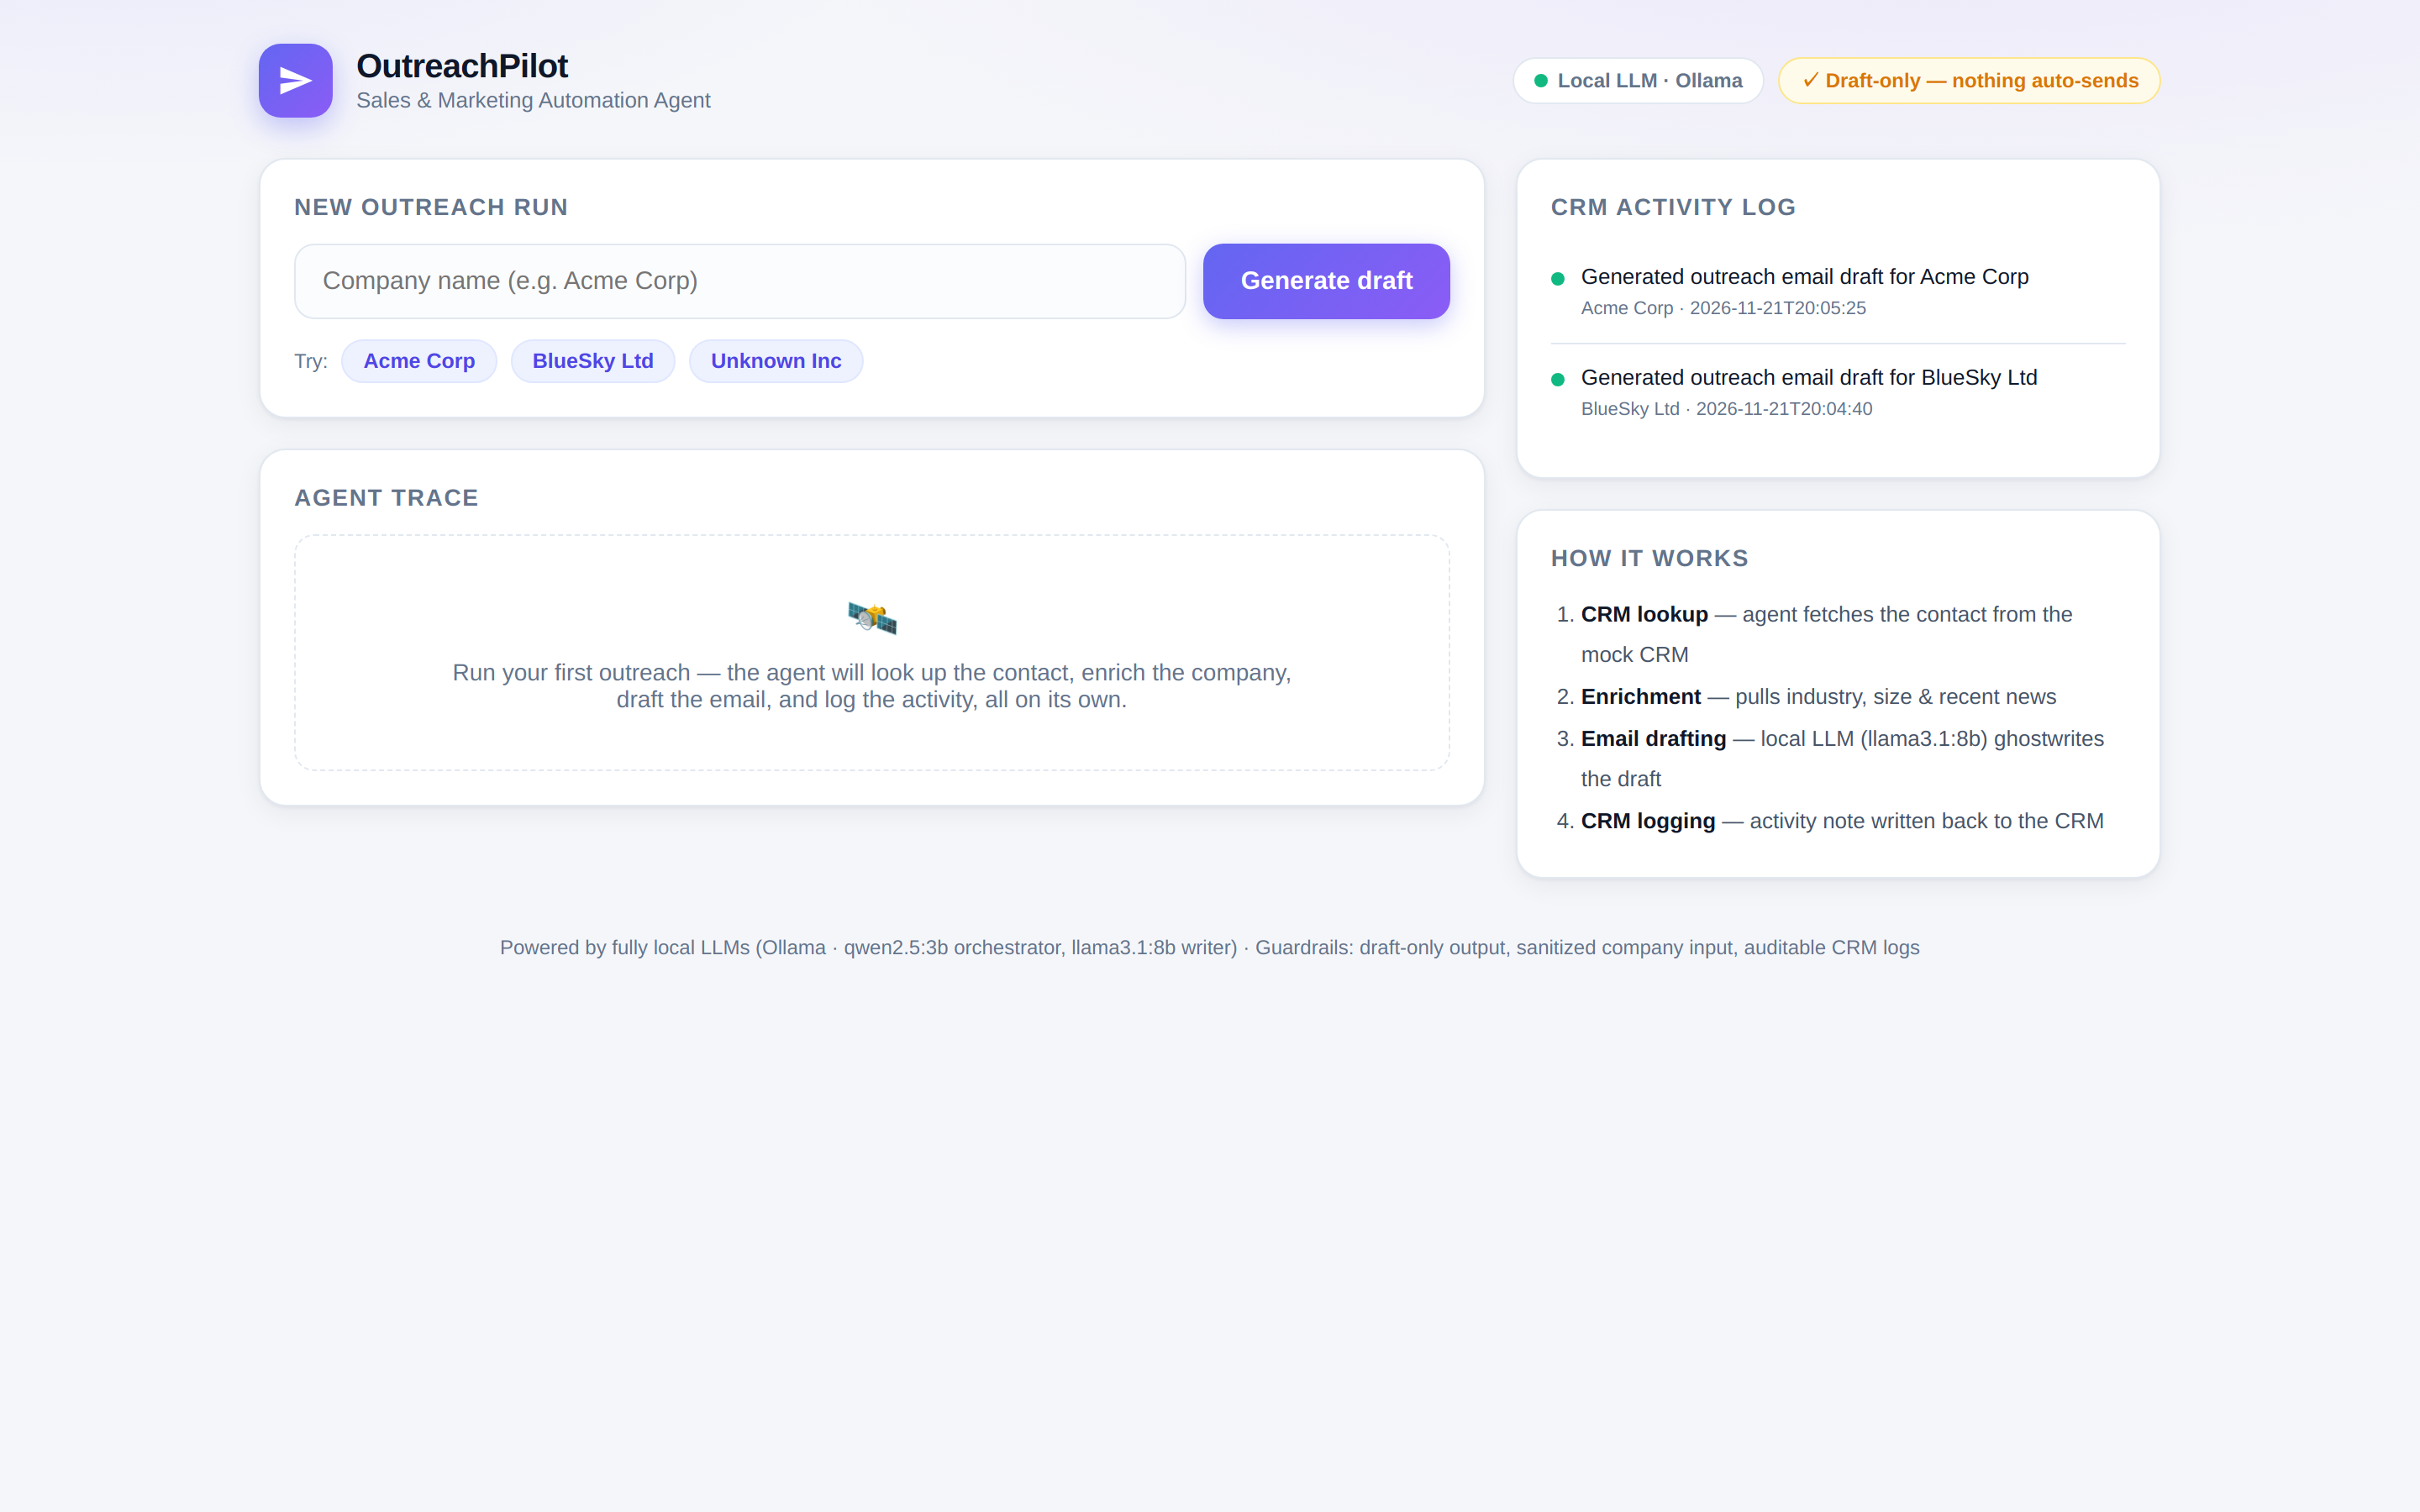 OutreachPilot
Sales & Marketing Automation Agent
Local LLM · Ollama
✓ Draft-only — nothing auto-sends
NEW OUTREACH RUN
Company name (e.g. Acme Corp)
Generate draft
Try:
Acme Corp
BlueSky Ltd
Unknown Inc
AGENT TRACE
Run your first outreach — the agent will look up the contact, enrich the company,
draft the email, and log the activity, all on its own.
CRM ACTIVITY LOG
Generated outreach email draft for Acme Corp
Acme Corp · 2026-11-21T20:05:25
Generated outreach email draft for BlueSky Ltd
BlueSky Ltd · 2026-11-21T20:04:40
HOW IT WORKS
1. CRM lookup — agent fetches the contact from the
mock CRM
2. Enrichment — pulls industry, size & recent news
3. Email drafting — local LLM (llama3.1:8b) ghostwrites
the draft
4. CRM logging — activity note written back to the CRM
Powered by fully local LLMs (Ollama · qwen2.5:3b orchestrator, llama3.1:8b writer) · Guardrails: draft-only output, sanitized company input, auditable CRM logs